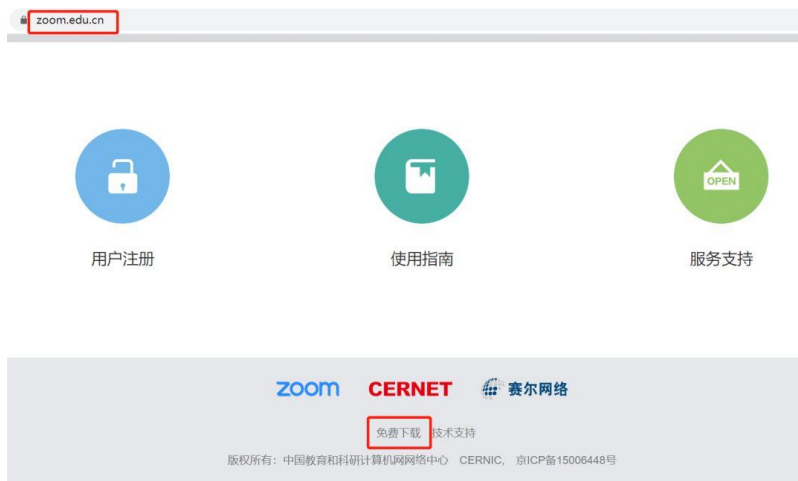 zoom.edu.cn
OPEN
用户注册 使用指南 服务支持
zoom CERNET 赛尔网络
免费下载 技术支持
版权所有：中国教育和科研计算机网网络中心 CERNIC, 京ICP备15006448号